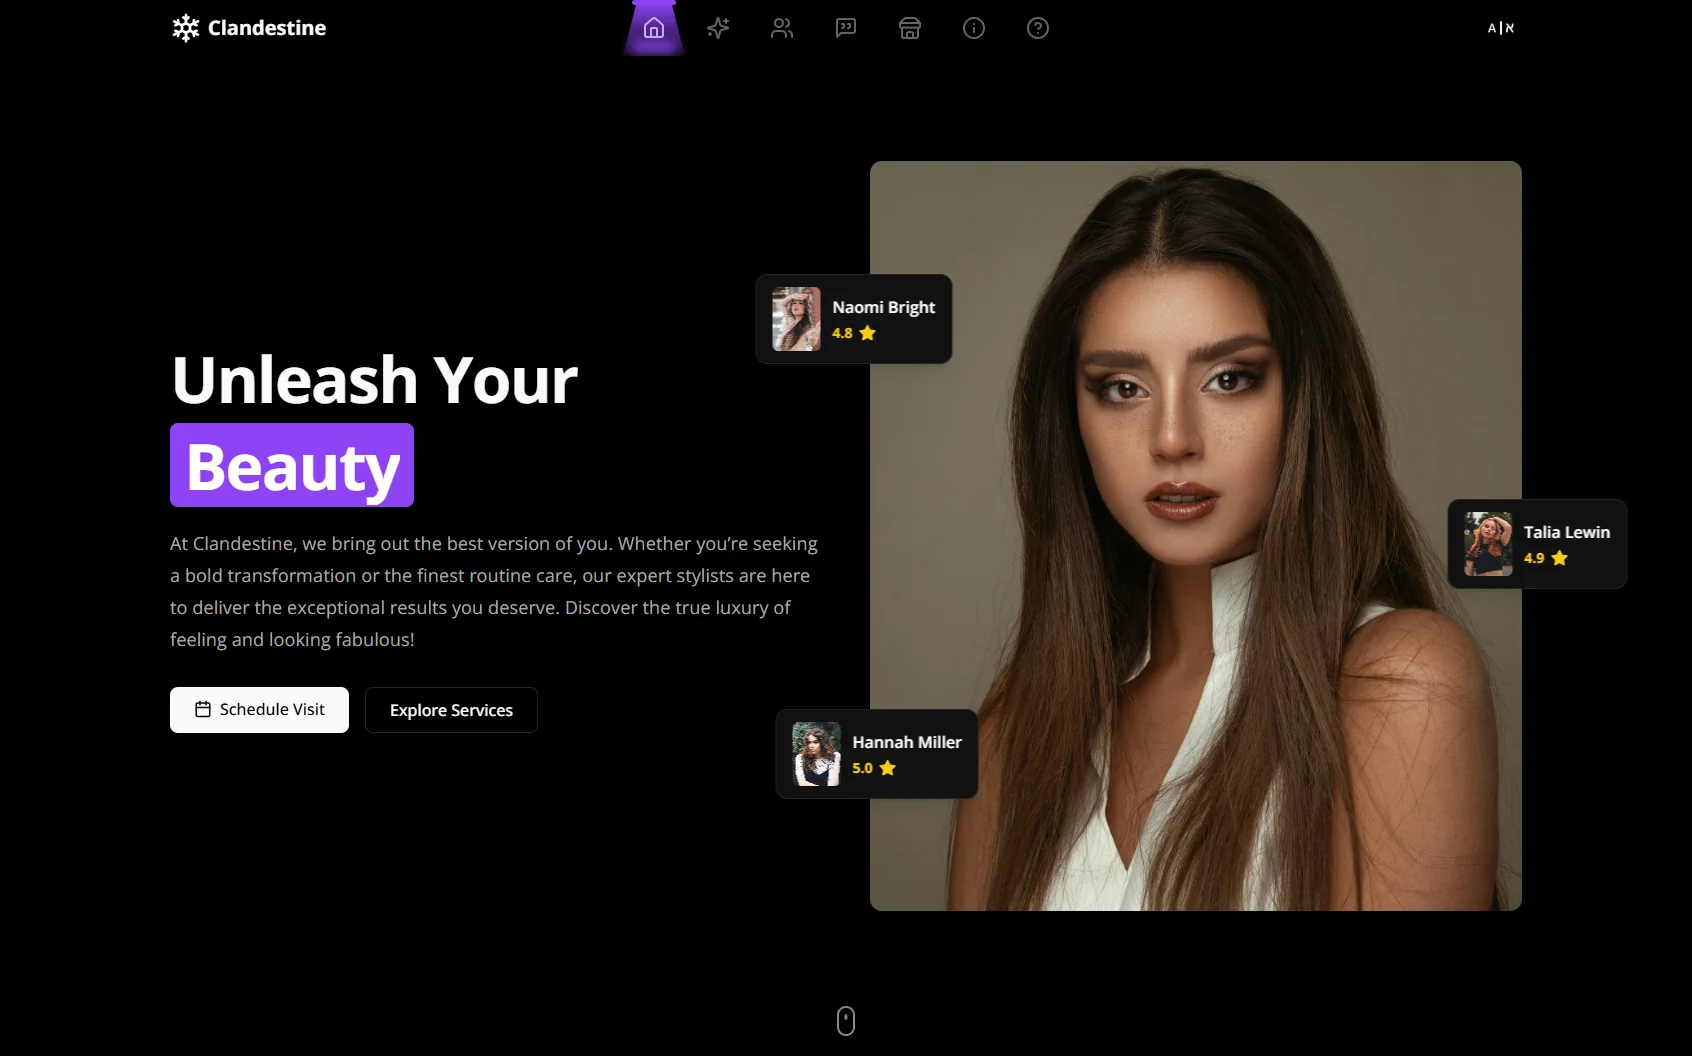 Clandestine
A|א
Unleash Your
Beauty
At Clandestine, we bring out the best version of you. Whether you’re seeking
a bold transformation or the finest routine care, our expert stylists are here
to deliver the exceptional results you deserve. Discover the true luxury of
feeling and looking fabulous!
Schedule Visit
Explore Services
Naomi Bright
4.8
Talia Lewin
4.9
Hannah Miller
5.0